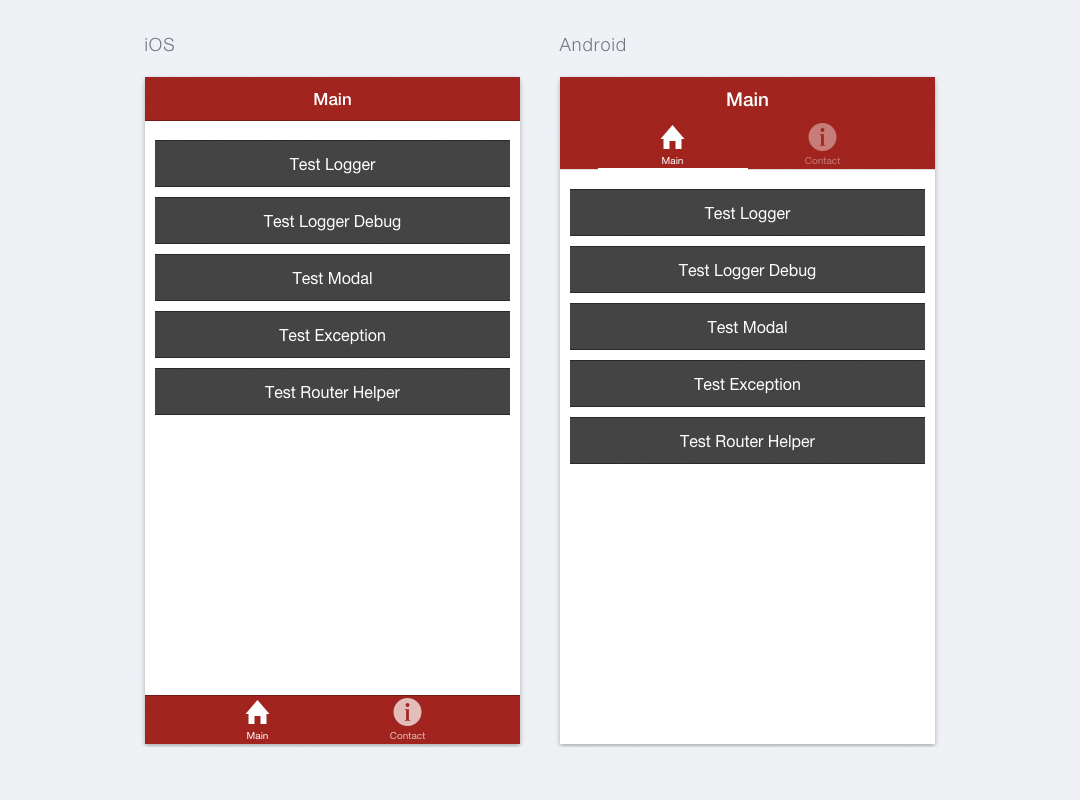 iOS
Main
Test Logger
Test Logger Debug
Test Modal
Test Exception
Test Router Helper
Main
Contact
Android
Main
Main
Contact
Test Logger
Test Logger Debug
Test Modal
Test Exception
Test Router Helper